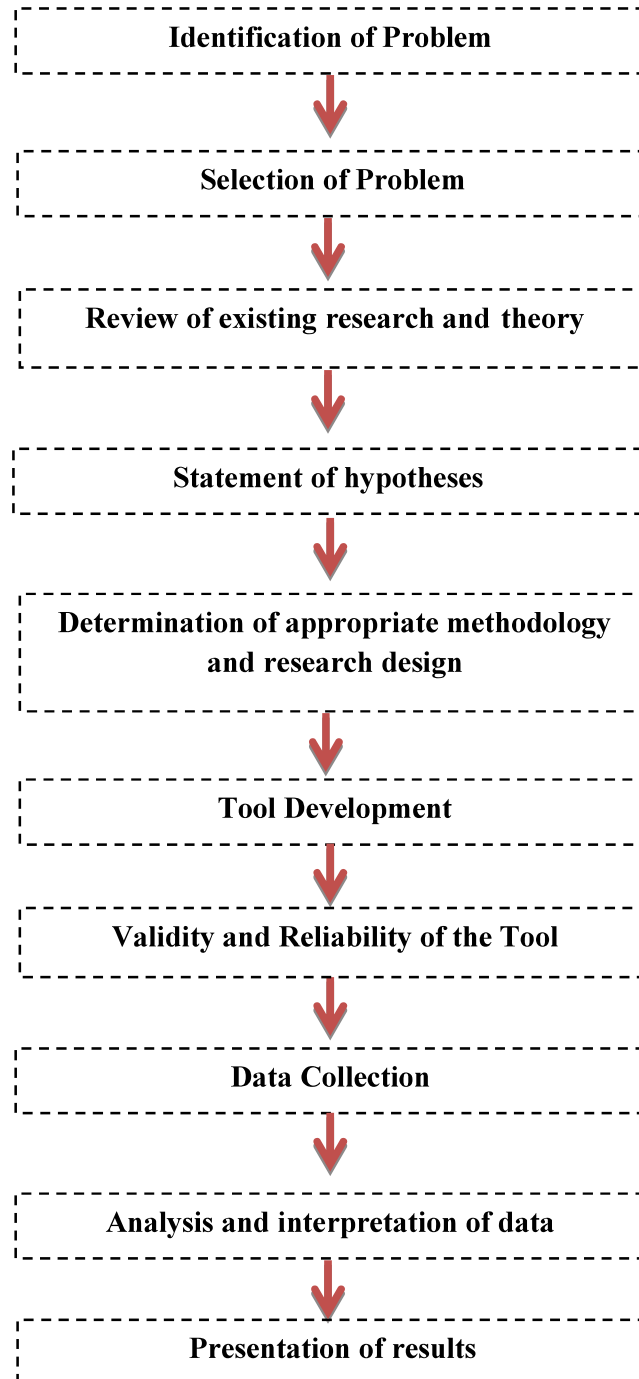 Identification of Problem
Selection of Problem
Review of existing research and theory
Statement of hypotheses
Determination of appropriate methodology
and research design
Tool Development
Validity and Reliability of the Tool
Data Collection
Analysis and interpretation of data
Presentation of results